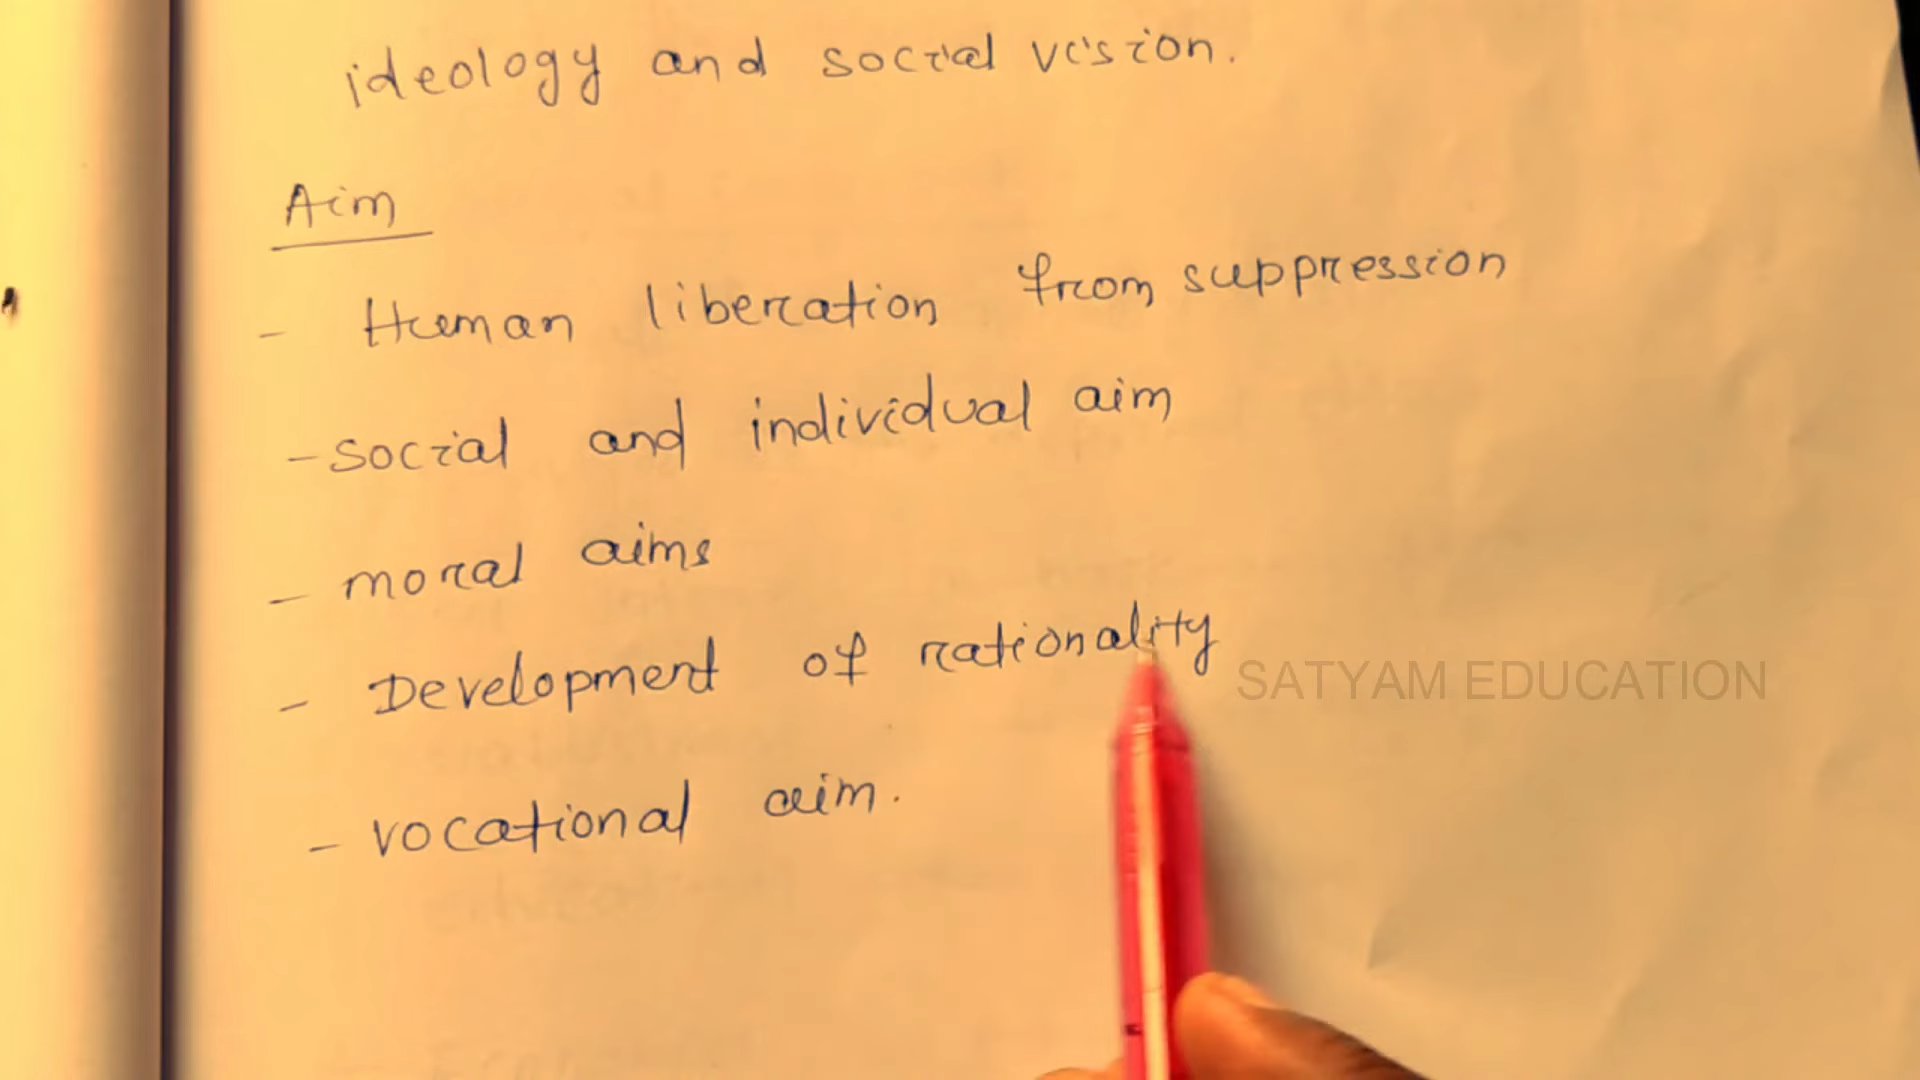 ideology and social vision.
Aim
- Human liberation from suppression
- social and individual aim
- moral aims
- Development of rationality
SATYAM EDUCATION
- vocational aim.